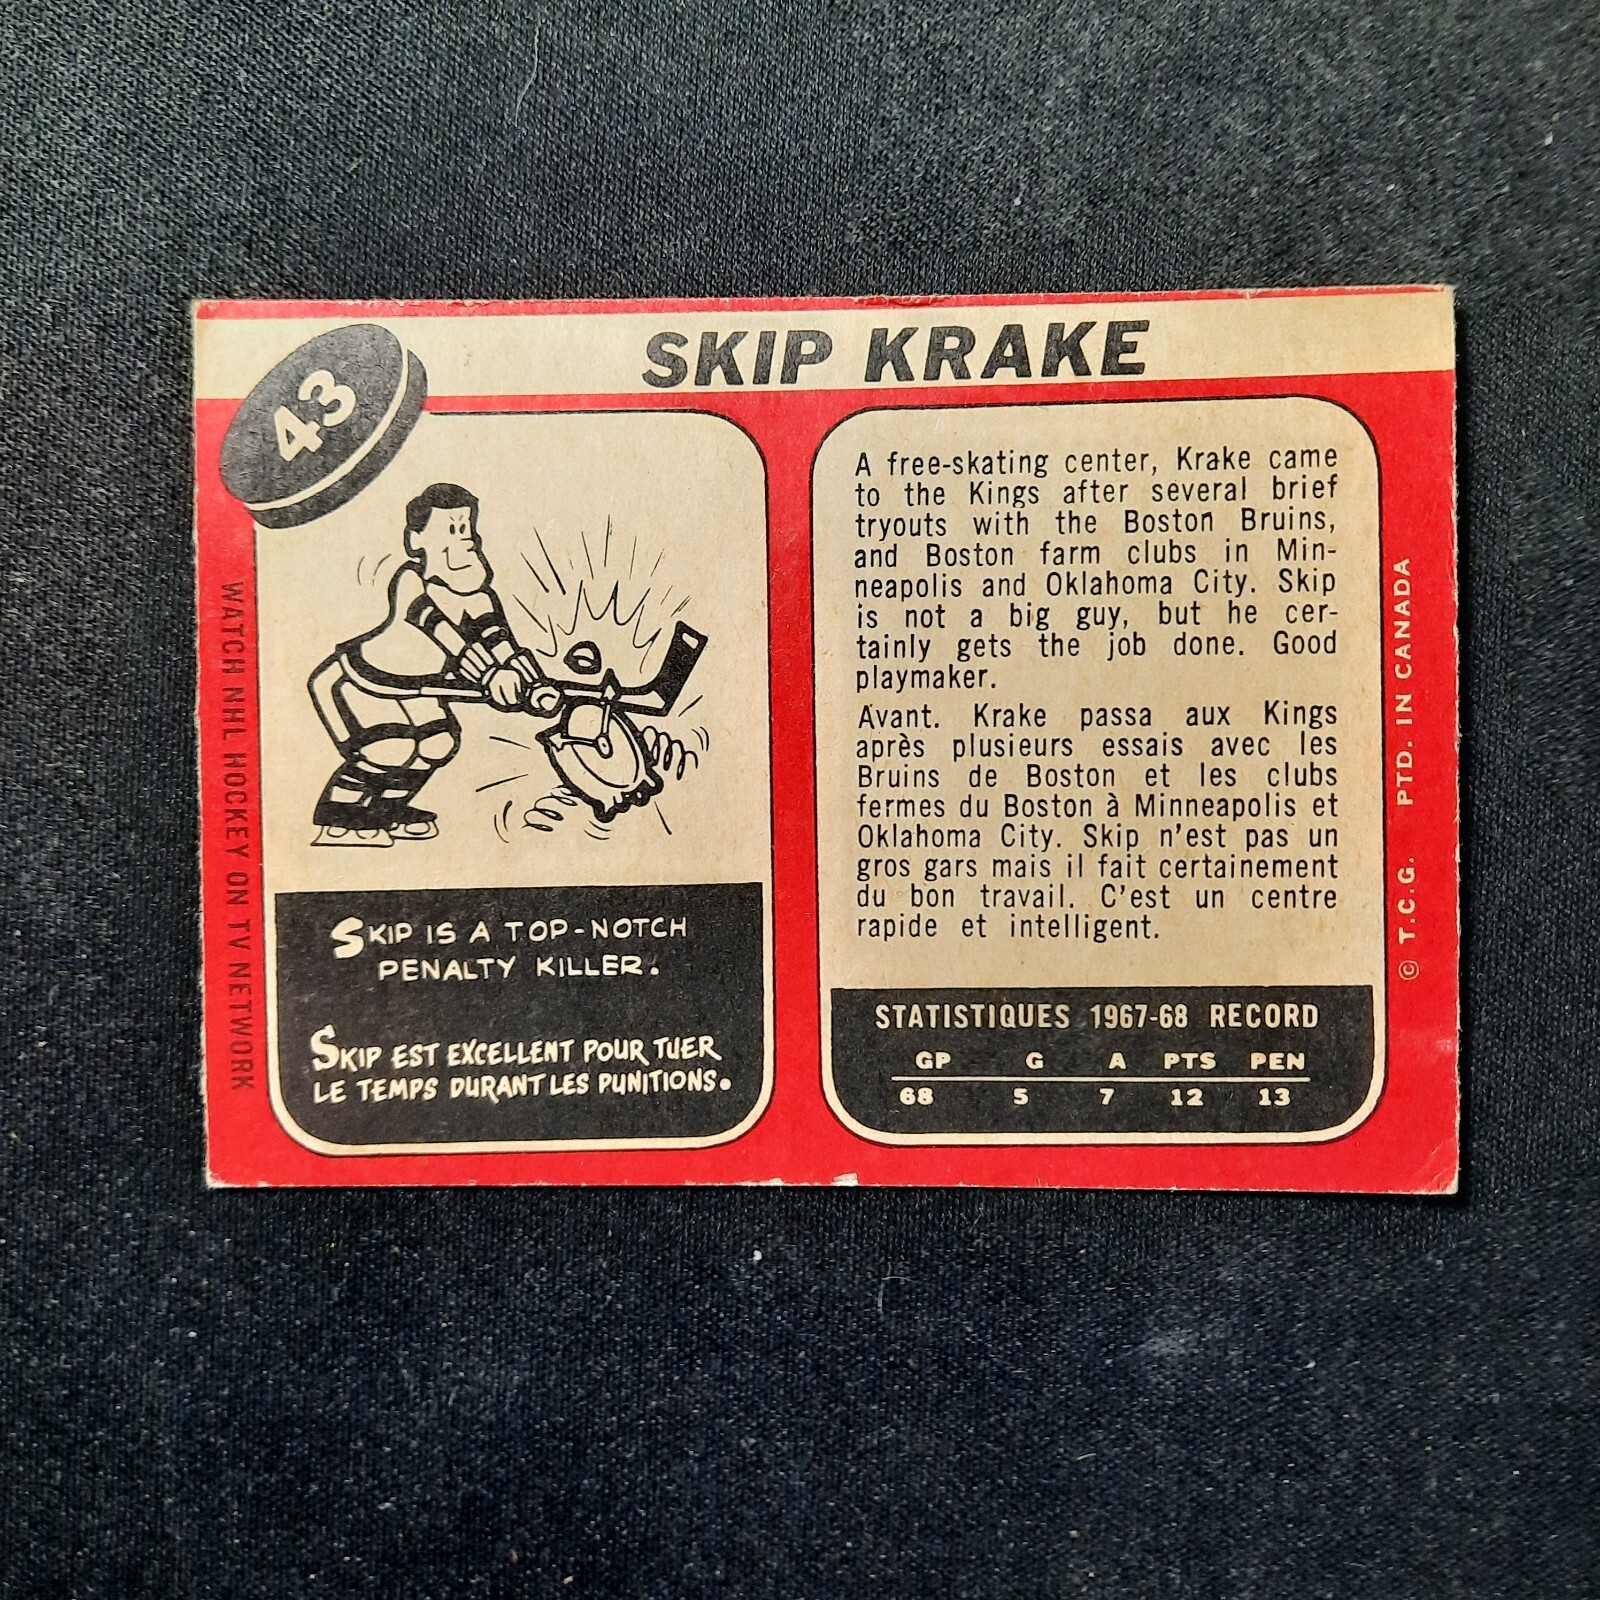 SKIP KRAKE
43
A free-skating center, Krake came
to the Kings after several brief
tryouts with the Boston Bruins,
and Boston farm clubs in Min-
neapolis and Oklahoma City. Skip
is not a big guy, but he cer-
tainly gets the job done. Good
playmaker.
Avant. Krake passa aux Kings
après plusieurs essais avec les
Bruins de Boston et les clubs
fermes du Boston à Minneapolis et
Oklahoma City. Skip n'est pas un
gros gars mais il fait certainement
du bon travail. C'est un centre
rapide et intelligent.
SKIP IS A TOP-NOTCH
PENALTY KILLER.
SKIP EST EXCELLENT POUR TUER
LE TEMPS DURANT LES PUNITIONS.
STATISTIQUES 1967-68 RECORD
GP G A PTS PEN
68 5 7 12 13
WATCH NHL HOCKEY ON TV NETWORK
© T.C.G. PTD. IN CANADA